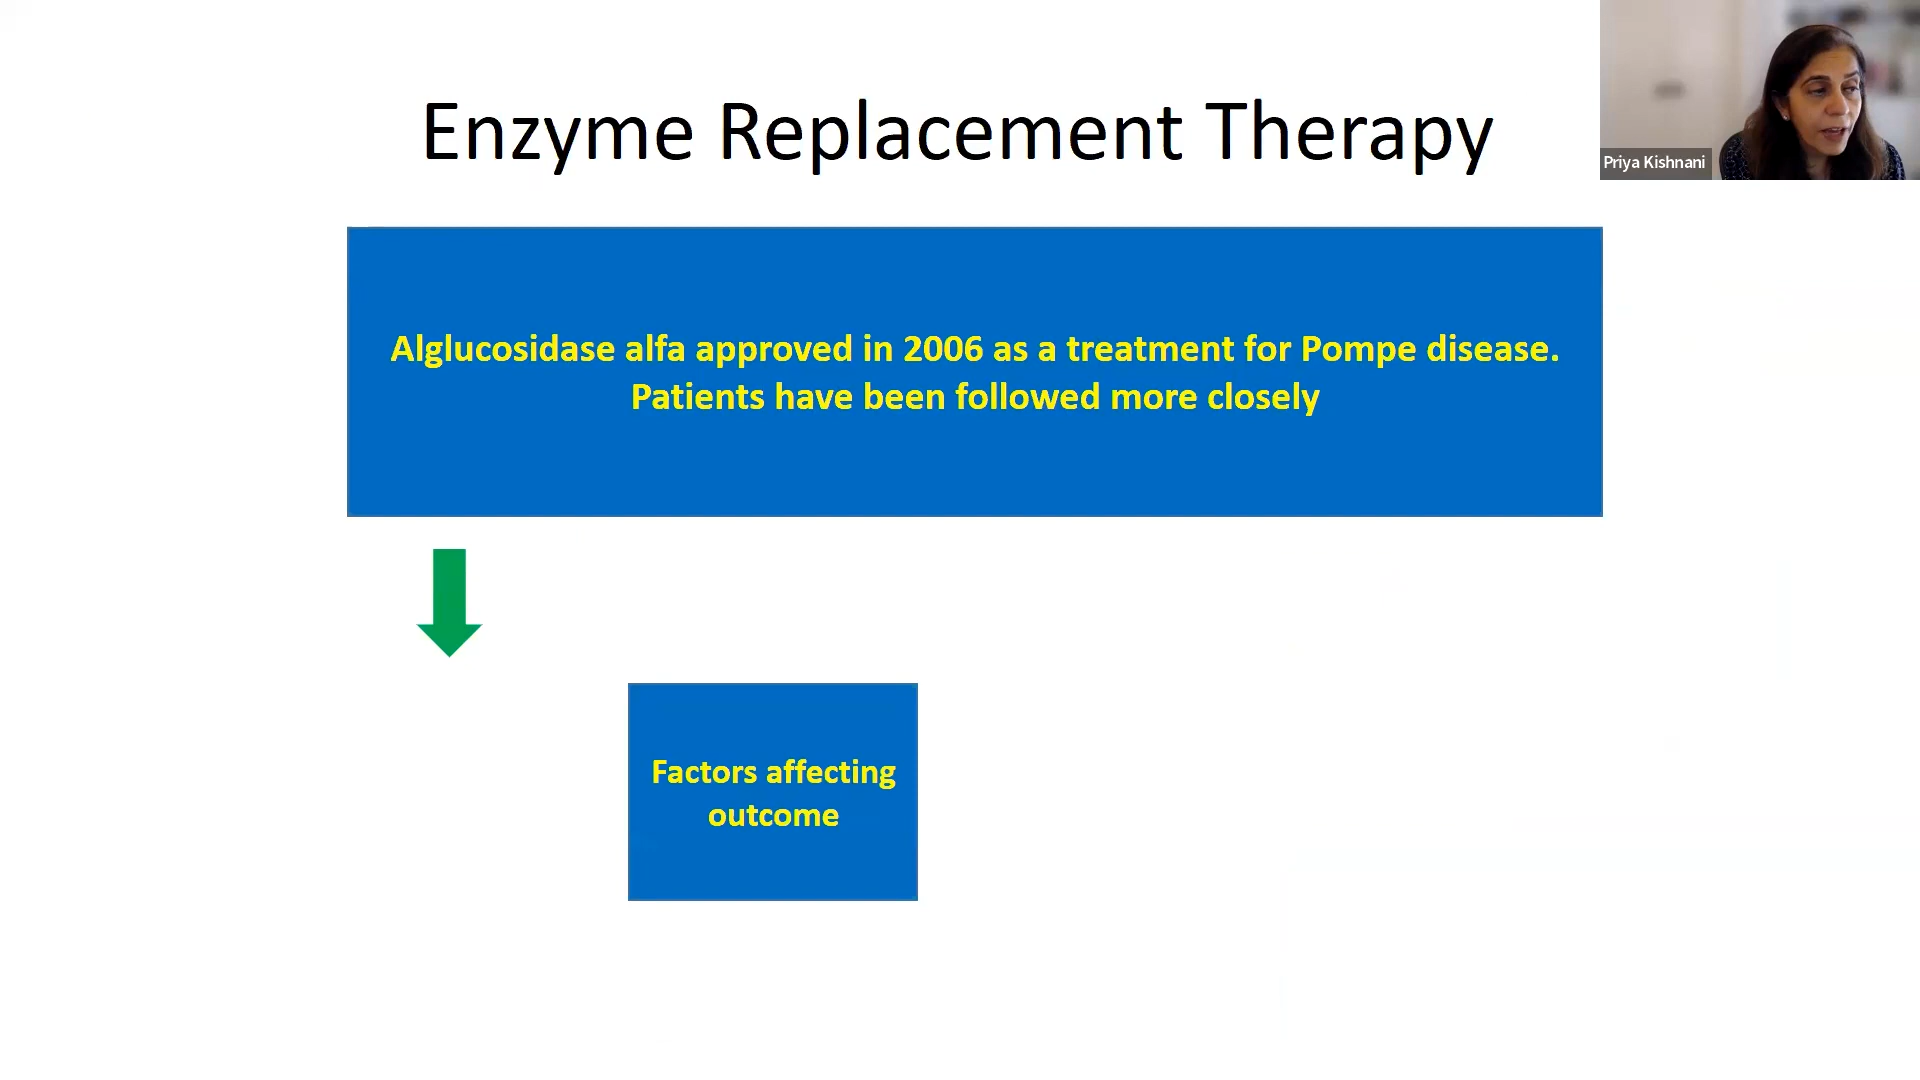 Enzyme Replacement Therapy
Priya Kishnani
Alglucosidase alfa approved in 2006 as a treatment for Pompe disease.
Patients have been followed more closely
Factors affecting
outcome